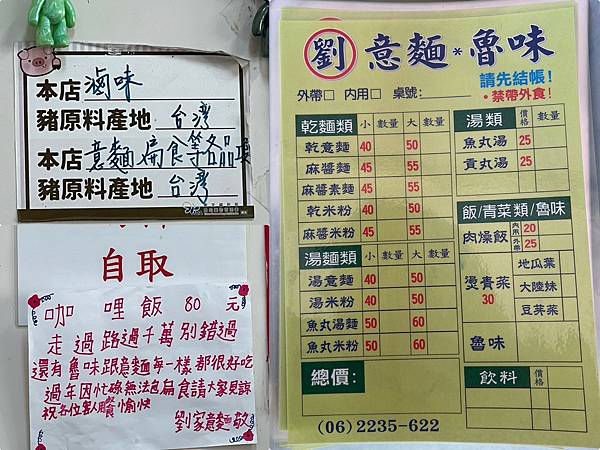 本店 滷味
豬原料產地 台灣
本店 意麵 扁食等各品項
豬原料產地 台灣
自取
咖哩飯 80 元
走過路過千萬別錯過
還有魯味跟意麵每一樣都很好吃
過年因忙碌無法包扁食請大家見諒
祝各位客人用餐愉快
劉家意麵 敬
劉 意麵*魯味
請先結帳!
外帶□ 內用□ 桌號:
•禁帶外食!
乾麵類 小 數量 大 數量
乾意麵 40 50
麻醬麵 45 55
麻醬素麵 45 55
乾米粉 40 50
麻醬米粉 45 55
湯麵類 小 數量 大 數量
湯意麵 40 50
湯米粉 40 50
魚丸湯麵 50 60
魚丸米粉 50 60
總價:
湯類 價格 數量
魚丸湯 25
貢丸湯 25
飯/青菜類/魯味
肉燥飯 內用 20
外帶 25
燙青菜 30
地瓜葉
大陸妹
豆芽菜
魯味
飲料 價格
(06)2235-622